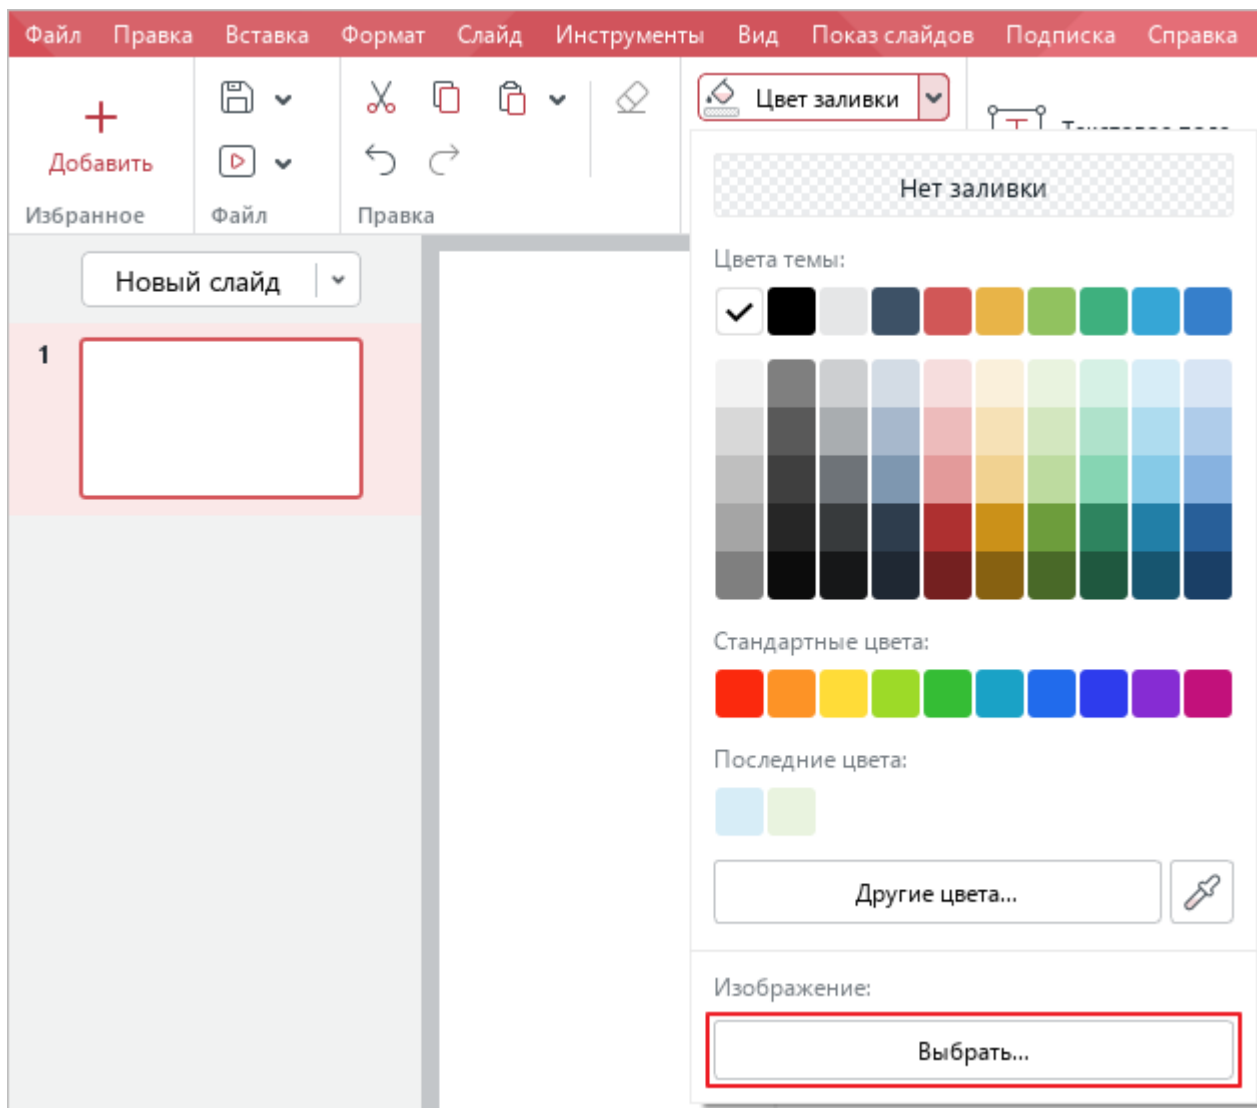 Файл Правка Вставка Формат Слайд Инструменты Вид Показ слайдов Подписка Справка
Добавить
Избранное
Файл
Правка
Цвет заливки
Нет заливки
Новый слайд
1
Цвета темы:
Стандартные цвета:
Последние цвета:
Другие цвета...
Изображение:
Выбрать...